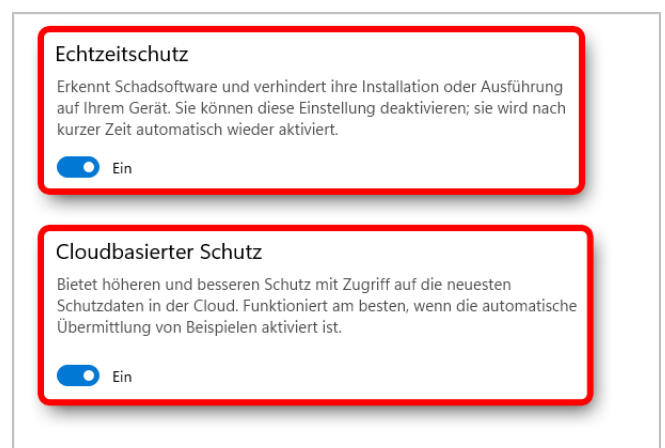 Echtzeitschutz
Erkennt Schadsoftware und verhindert ihre Installation oder Ausführung
auf Ihrem Gerät. Sie können diese Einstellung deaktivieren; sie wird nach
kurzer Zeit automatisch wieder aktiviert.
Ein
Cloudbasierter Schutz
Bietet höheren und besseren Schutz mit Zugriff auf die neuesten
Schutzdaten in der Cloud. Funktioniert am besten, wenn die automatische
Übermittlung von Beispielen aktiviert ist.
Ein